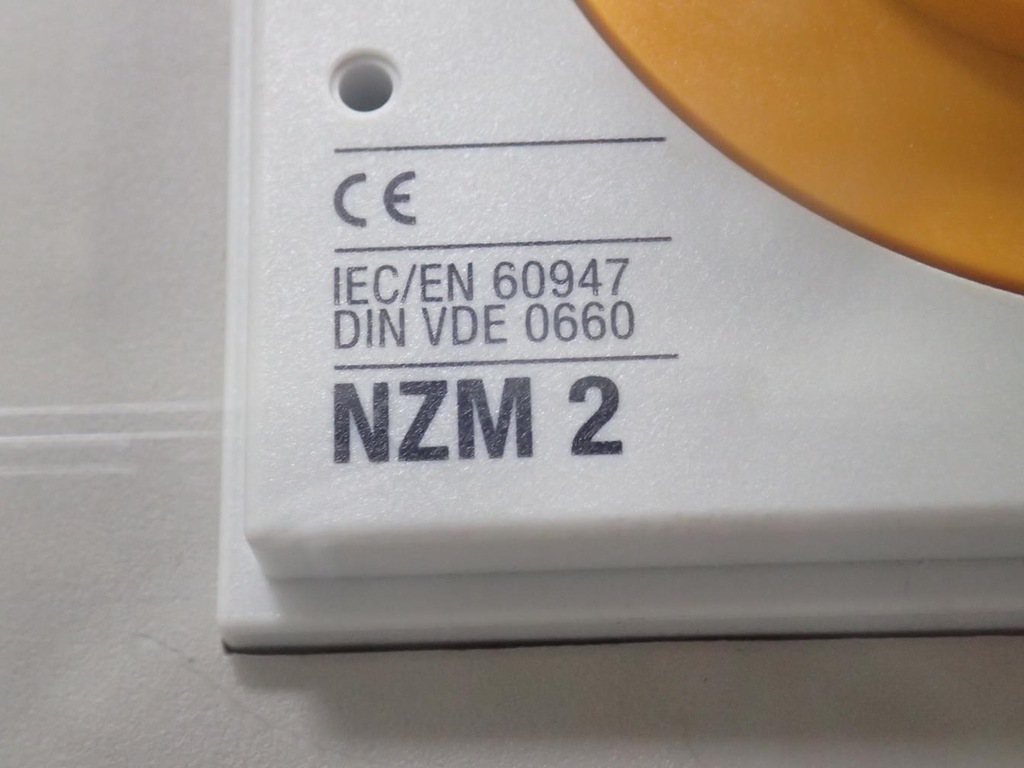 CE
IEC/EN 60947
DIN VDE 0660
NZM 2